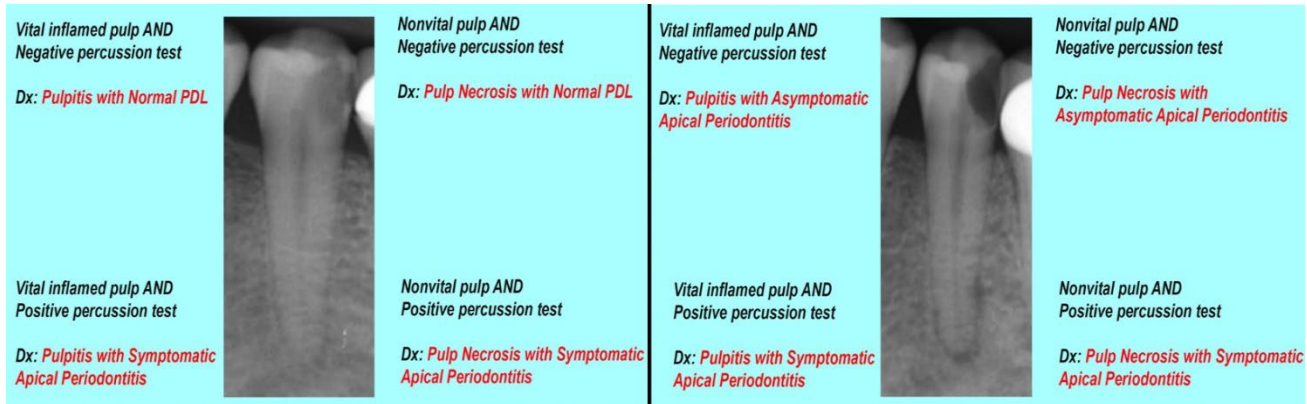 Vital inflamed pulp AND
Negative percussion test
Dx: Pulpitis with Normal PDL
Nonvital pulp AND
Negative percussion test
Dx: Pulp Necrosis with Normal PDL
Vital inflamed pulp AND
Positive percussion test
Dx: Pulpitis with Symptomatic
Apical Periodontitis
Nonvital pulp AND
Positive percussion test
Dx: Pulp Necrosis with Symptomatic
Apical Periodontitis
Vital inflamed pulp AND
Negative percussion test
Dx: Pulpitis with Asymptomatic
Apical Periodontitis
Nonvital pulp AND
Negative percussion test
Dx: Pulp Necrosis with
Asymptomatic Apical Periodontitis
Vital inflamed pulp AND
Positive percussion test
Dx: Pulpitis with Symptomatic
Apical Periodontitis
Nonvital pulp AND
Positive percussion test
Dx: Pulp Necrosis with Symptomatic
Apical Periodontitis